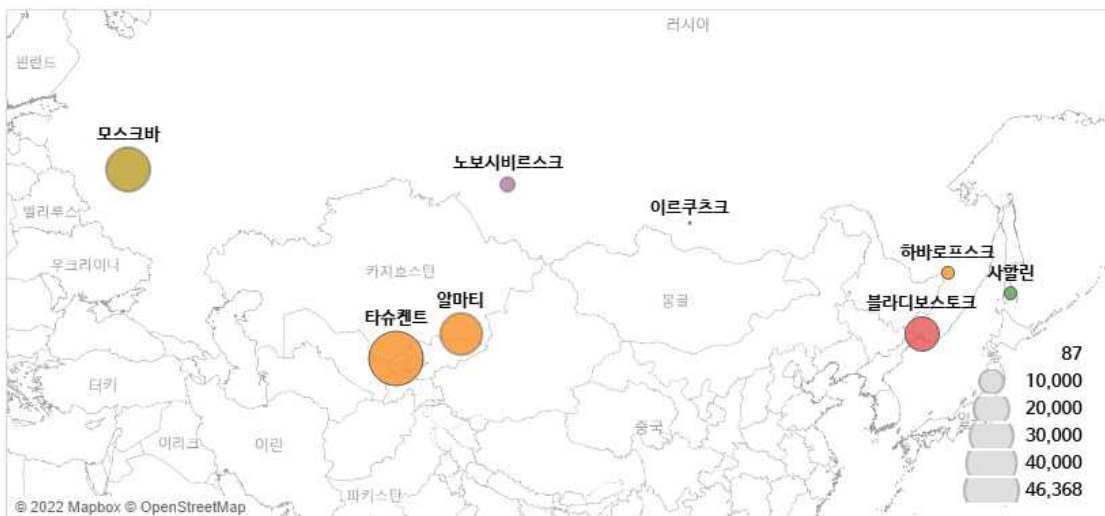 러시아
핀란드
모스크바
노보시비르스크
이르쿠츠크
벨리루스
하바로프스크
사할린
우크라이나
카자흐스탄
알마티
몽골
블라디보스토크
타슈켄트
87
10,000
터키
20,000
일
중국
30,000
이라크
이란
40,000
46,368
파키스탄
© 2022 Mapbox © OpenStreetMap